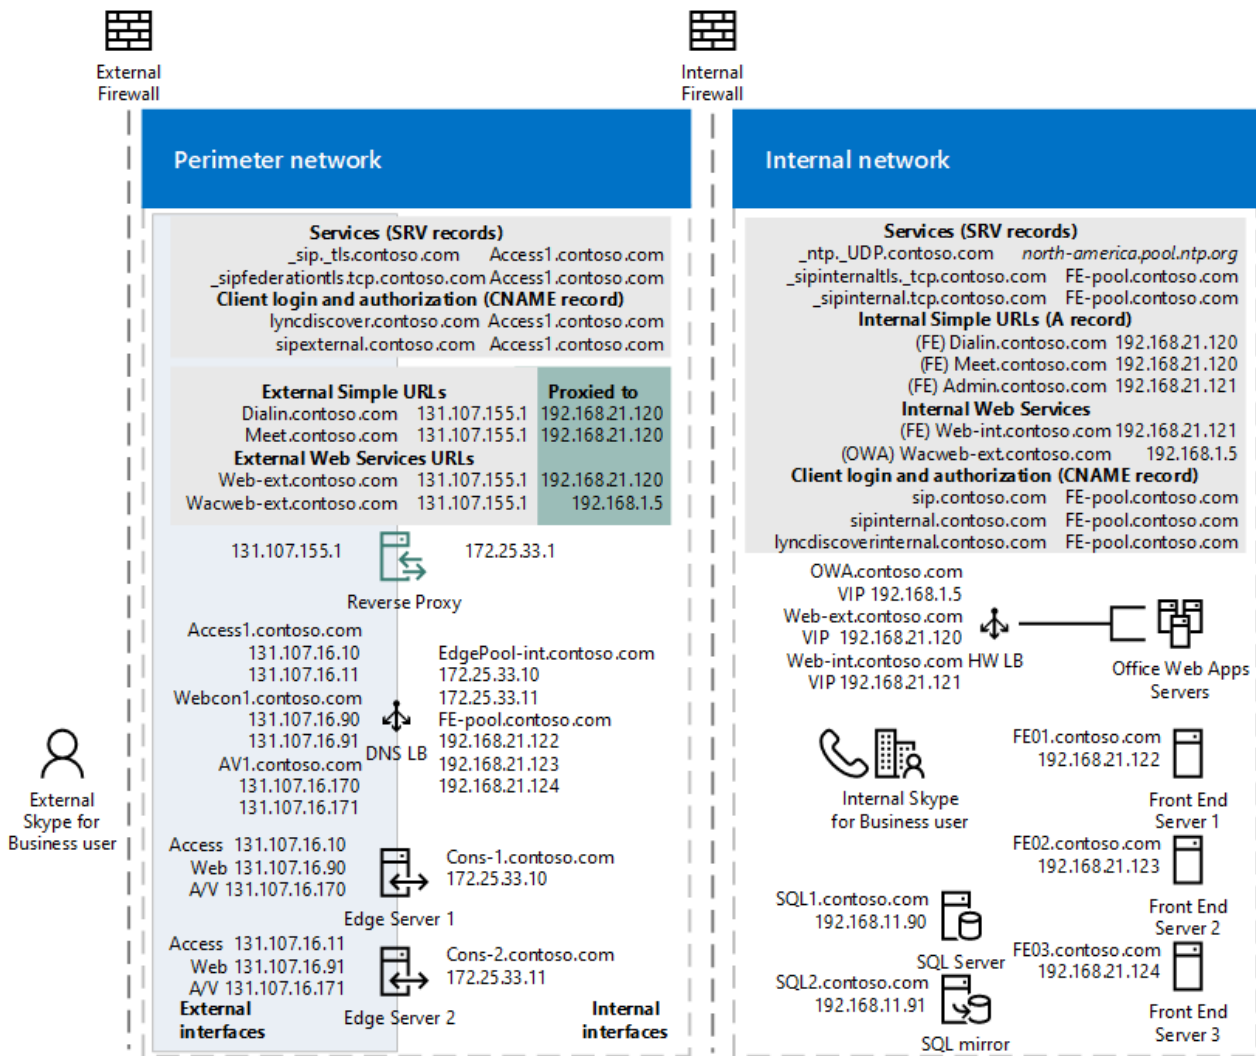 External
Firewall
Internal
Firewall
Perimeter network
Services (SRV records)
_sip._tls.contoso.com Access1.contoso.com
_sipfederationtls.tcp.contoso.com Access1.contoso.com
Client login and authorization (CNAME record)
lyncdiscover.contoso.com Access1.contoso.com
sipexternal.contoso.com Access1.contoso.com
External Simple URLs Proxied to
Dialin.contoso.com 131.107.155.1 192.168.21.120
Meet.contoso.com 131.107.155.1 192.168.21.120
External Web Services URLs
Web-ext.contoso.com 131.107.155.1 192.168.21.120
Wacweb-ext.contoso.com 131.107.155.1 192.168.1.5
131.107.155.1 172.25.33.1
Reverse Proxy
Access1.contoso.com
131.107.16.10
131.107.16.11
Webcon1.contoso.com
131.107.16.90
131.107.16.91
AV1.contoso.com
131.107.16.170
131.107.16.171
DNS LB
EdgePool-int.contoso.com
172.25.33.10
172.25.33.11
FE-pool.contoso.com
192.168.21.122
192.168.21.123
192.168.21.124
External
Skype for
Business user
Access 131.107.16.10
Web 131.107.16.90
A/V 131.107.16.170
Cons-1.contoso.com
172.25.33.10
Edge Server 1
Access 131.107.16.11
Web 131.107.16.91
A/V 131.107.16.171
Cons-2.contoso.com
172.25.33.11
Edge Server 2
External
interfaces
Internal
interfaces
Internal network
Services (SRV records)
_ntp._UDP.contoso.com north-america.pool.ntp.org
_sipinternaltls._tcp.contoso.com FE-pool.contoso.com
_sipinternal.tcp.contoso.com FE-pool.contoso.com
Internal Simple URLs (A record)
(FE) Dialin.contoso.com 192.168.21.120
(FE) Meet.contoso.com 192.168.21.120
(FE) Admin.contoso.com 192.168.21.121
Internal Web Services
(FE) Web-int.contoso.com 192.168.21.121
(OWA) Wacweb-ext.contoso.com 192.168.1.5
Client login and authorization (CNAME record)
sip.contoso.com FE-pool.contoso.com
sipinternal.contoso.com FE-pool.contoso.com
lyncdiscoverinternal.contoso.com FE-pool.contoso.com
OWA.contoso.com
VIP 192.168.1.5
Web-ext.contoso.com
VIP 192.168.21.120
Web-int.contoso.com
VIP 192.168.21.121
HW LB
Office Web Apps
Servers
Internal Skype
for Business user
FE01.contoso.com
192.168.21.122
Front End
Server 1
FE02.contoso.com
192.168.21.123
Front End
Server 2
SQL1.contoso.com
192.168.11.90
SQL Server
FE03.contoso.com
192.168.21.124
Front End
Server 3
SQL2.contoso.com
192.168.11.91
SQL mirror